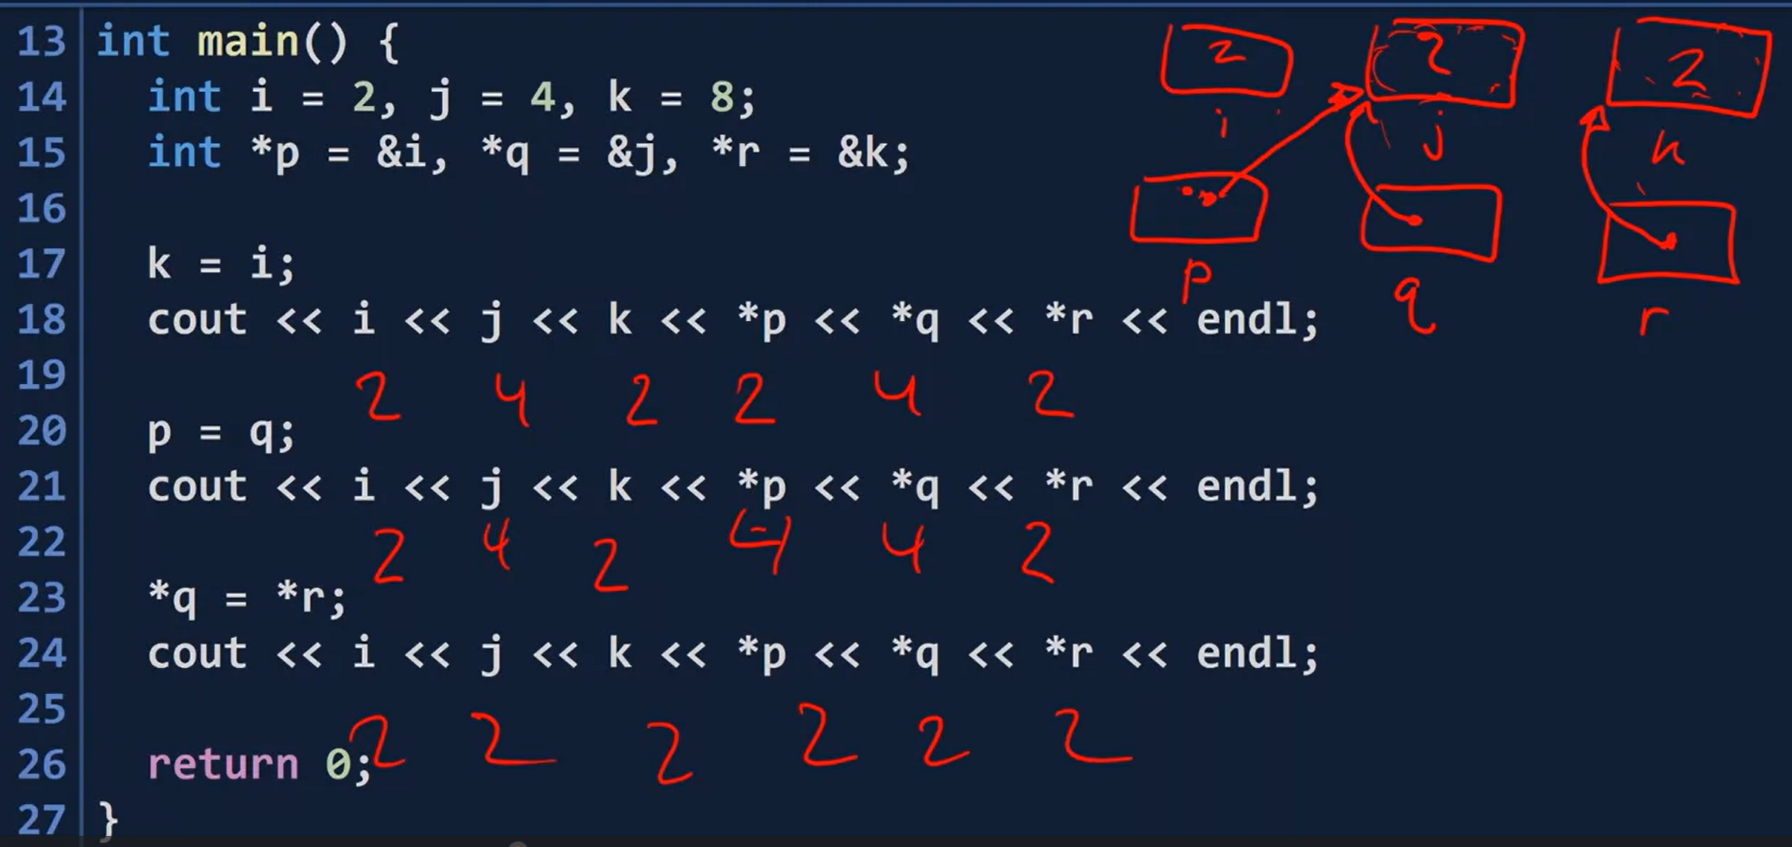 13 int main() {
14 int i = 2, j = 4, k = 8;
15 int *p = &i, *q = &j, *r = &k;
16
17 k = i;
18 cout << i << j << k << *p << *q << *r << endl;
19
2 4 2 2 4 2
20 p = q;
21 cout << i << j << k << *p << *q << *r << endl;
22
2 4 2 4 4 2
23 *q = *r;
24 cout << i << j << k << *p << *q << *r << endl;
25
2 2 2 2 2 2
26 return 0;
27 }
2 2 2
i j k
p q r